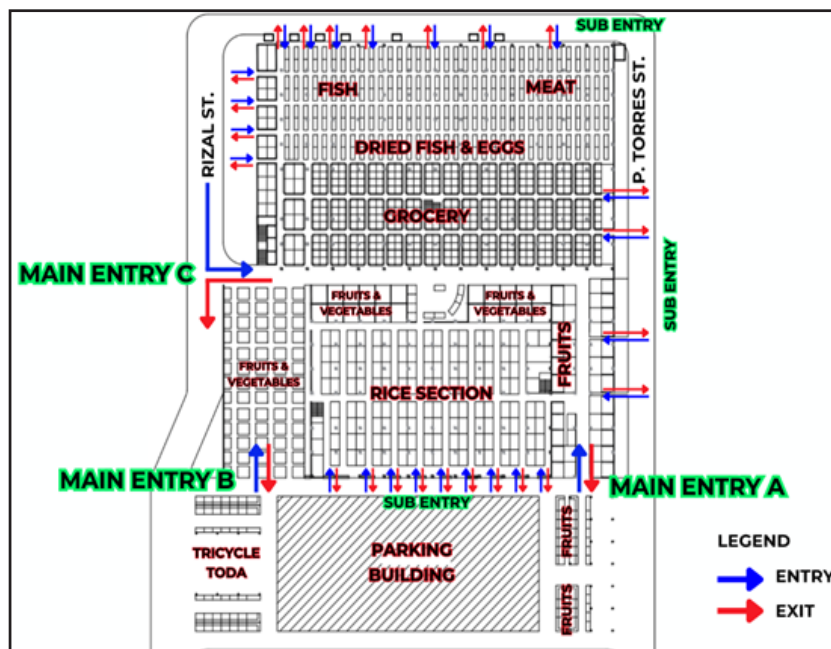 SUB ENTRY
FISH
MEAT
RIZAL ST.
P. TORRES ST.
DRIED FISH & EGGS
GROCERY
MAIN ENTRY C
SUB ENTRY
FRUITS &
VEGETABLES
FRUITS &
VEGETABLES
FRUITS
FRUITS &
VEGETABLES
RICE SECTION
MAIN ENTRY B
MAIN ENTRY A
SUB ENTRY
TRICYCLE
TODA
PARKING
BUILDING
FRUITS
FRUITS
LEGEND
ENTRY
EXIT